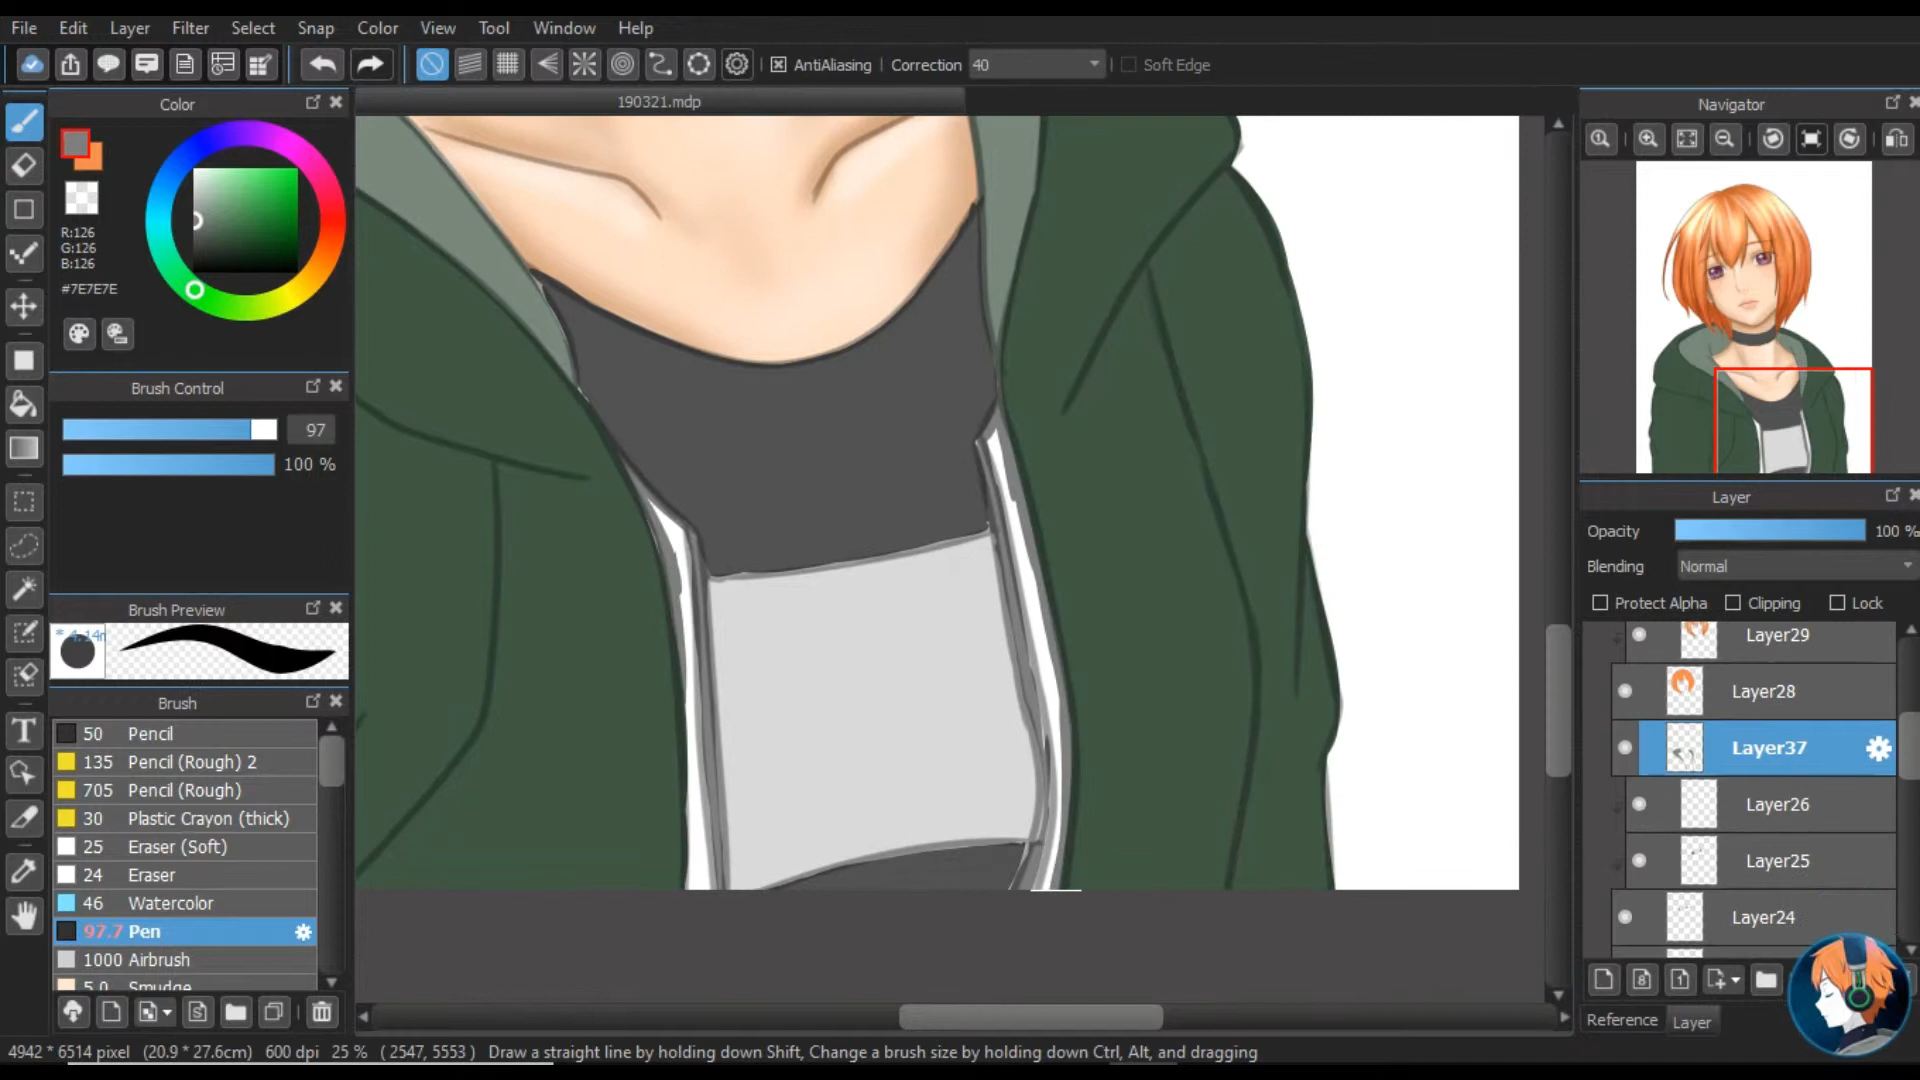 File Edit Layer Filter Select Snap Color View Tool Window Help
AntiAliasing Correction 40 Soft Edge
Color
R:126
G:126
B:126
#7E7E7E
Brush Control
97
100 %
Brush Preview
Brush
50 Pencil
135 Pencil (Rough) 2
705 Pencil (Rough)
30 Plastic Crayon (thick)
25 Eraser (Soft)
24 Eraser
46 Watercolor
97.7 Pen
1000 Airbrush
5.0 Smudge
190321.mdp
Navigator
Layer
Opacity 100 %
Blending Normal
Protect Alpha Clipping Lock
Layer29
Layer28
Layer37
Layer26
Layer25
Layer24
8 1
Reference Layer
4942 * 6514 pixel (20.9 * 27.6cm) 600 dpi 25 % ( 2547, 5553 ) Draw a straight line by holding down Shift, Change a brush size by holding down Ctrl, Alt, and dragging